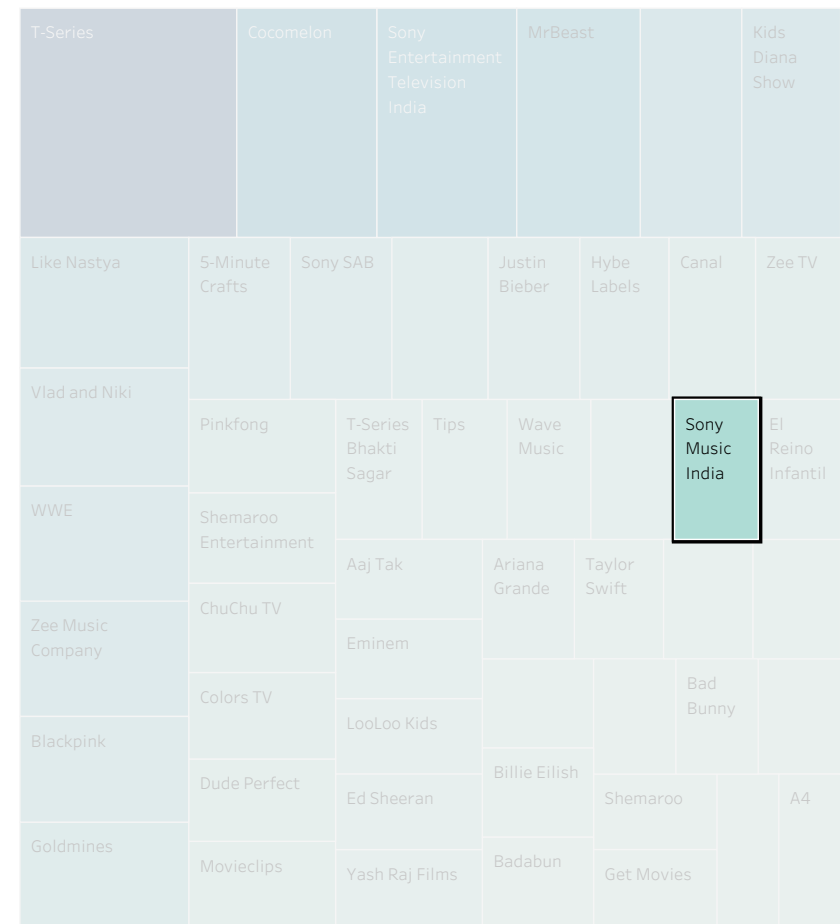 T-Series
Cocomelon
Sony
Entertainment
Television
India
MrBeast
Kids
Diana
Show
Like Nastya
5-Minute
Crafts
Sony SAB
Justin
Bieber
Hybe
Labels
Canal
Zee TV
Vlad and Niki
Pinkfong
T-Series
Bhakti
Sagar
Tips
Wave
Music
Sony
Music
India
El
Reino
Infantil
WWE
Shemaroo
Entertainment
Aaj Tak
Ariana
Grande
Taylor
Swift
Zee Music
Company
ChuChu TV
Eminem
Colors TV
LooLoo Kids
Bad
Bunny
Blackpink
Dude Perfect
Ed Sheeran
Billie Eilish
Shemaroo
A4
Goldmines
Movieclips
Yash Raj Films
Badabun
Get Movies